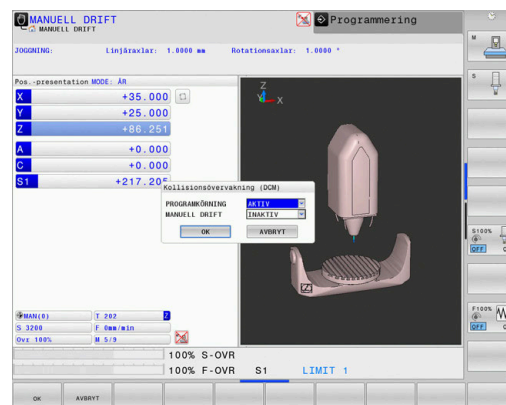 MANUELL DRIFT
MANUELL DRIFT
Programmering
JOGGNING: Linjäraxlar: 1.0000 mm Rotationsaxlar: 1.0000 °
Pos.-presentation MODE: ÄR
X +35.000
Y +25.000
Z +86.251
A +0.000
C +0.000
S1 +217.205
Kollisionsövervakning (DCM)
PROGRAMKÖRNING AKTIV
MANUELL DRIFT INAKTIV
OK AVBRYT
Z
Y X
MAN(0) T 202 Z
S 3200 F 0mm/min
Ovr 100% M 5/9
100% S-OVR
100% F-OVR S1 LIMIT 1
OK AVBRYT
M
S
S100%
OFF
F100%
OFF